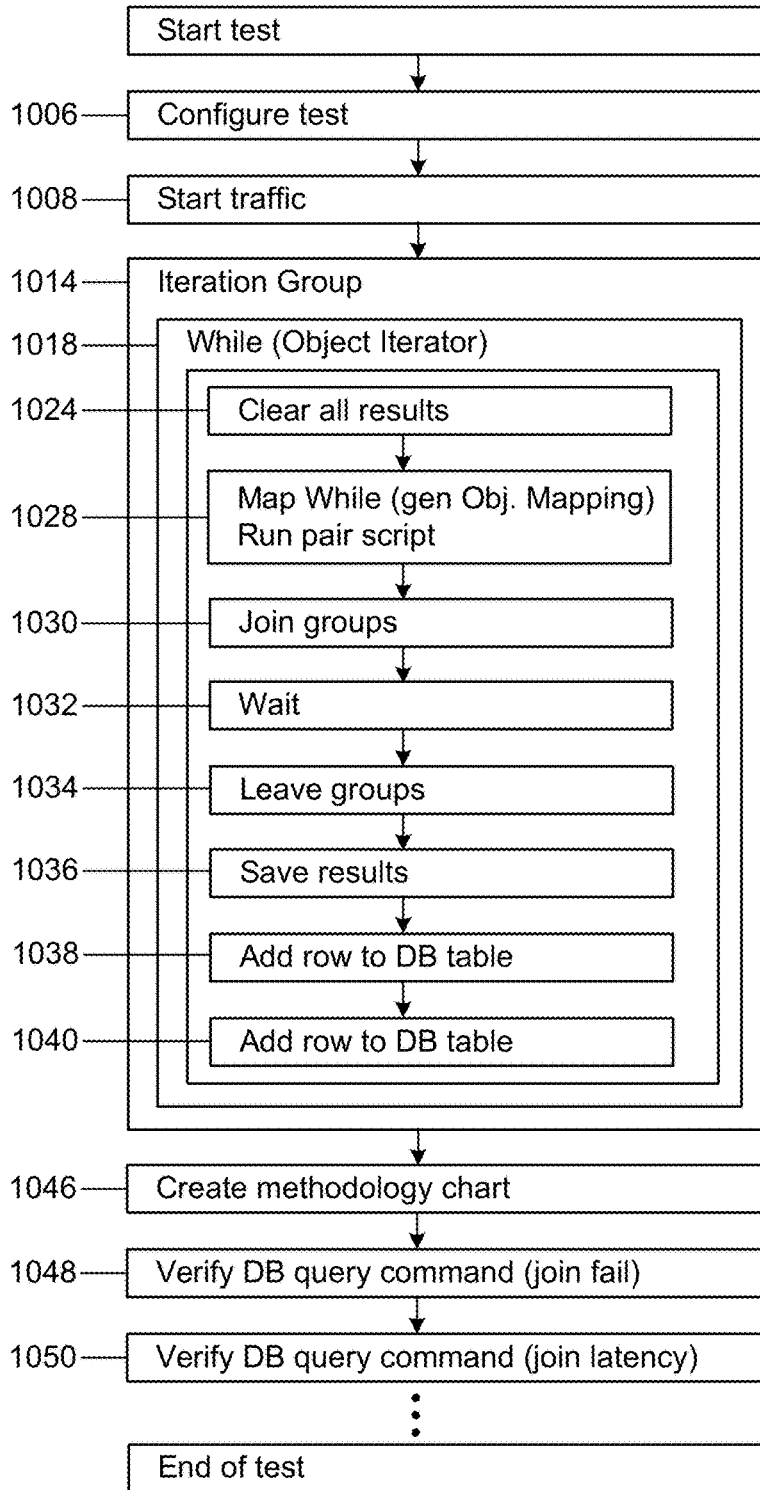 Start test
1006 Configure test
1008 Start traffic
1014 Iteration Group
1018 While (Object Iterator)
1024 Clear all results
Map While (gen Obj. Mapping)
1028
Run pair script
1030 Join groups
1032 Wait
1034 Leave groups
1036 Save results
1038 Add row to DB table
1040 Add row to DB table
1046 Create methodology chart
1048 Verify DB query command (join fail)
1050 Verify DB query command (join latency)
End of test